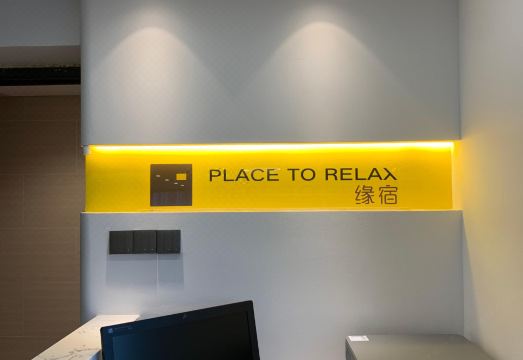 PLACE TO RELAX
缘宿